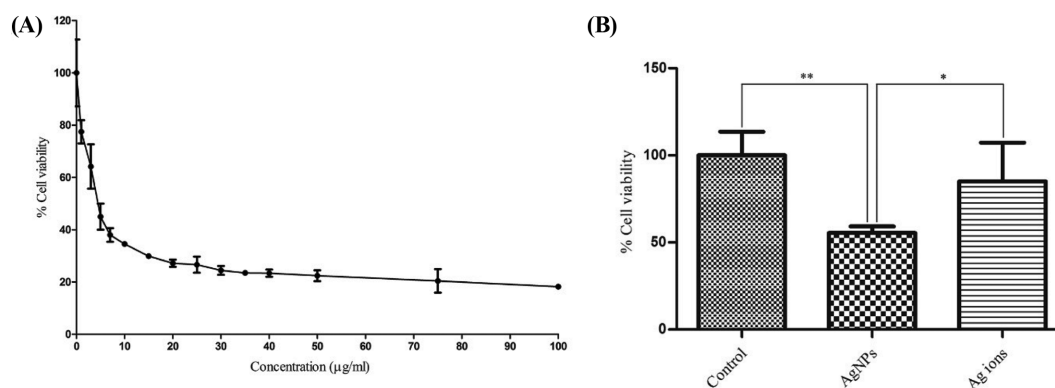 (A)
120
100
80
60
40
20
0
% Cell viability
0 10 20 30 40 50 60 70 80 90 100
Concentration (µg/ml)
(B)
150
100
50
0
% Cell viability
** *
Control AgNPs Ag ions